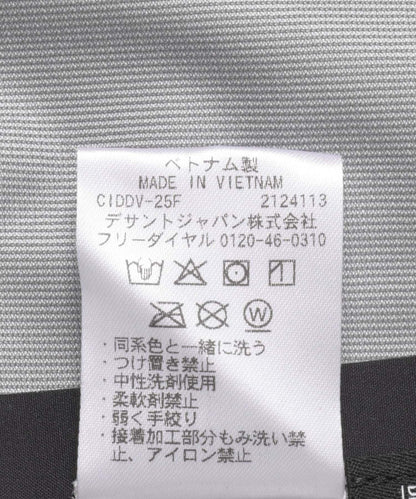 ベトナム製
MADE IN VIETNAM
CIDDV-25F 2124113
デサントジャパン株式会社
フリーダイヤル 0120-46-0310
W
・同系色と一緒に洗う
・つけ置き禁止
・中性洗剤使用
・柔軟剤禁止
・弱く手絞り
・接着加工部分もみ洗い禁
止、アイロン禁止